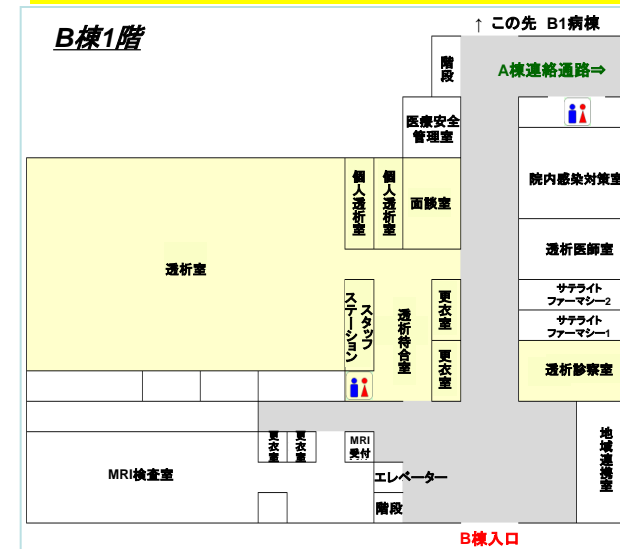 B棟1階
↑ この先 B1病棟
階段
A棟連絡通路⇒
医療安全
管理室
院内感染対策室
個人透析室
個人透析室
面談室
透析医師室
透析室
スタッフ
ステーション
透析待合室
更衣室
サテライト
ファーマシー2
サテライト
ファーマシー1
更衣室
透析診察室
更衣室
更衣室
MRI
受付
地域連携室
MRI検査室
エレベーター
階段
B棟入口